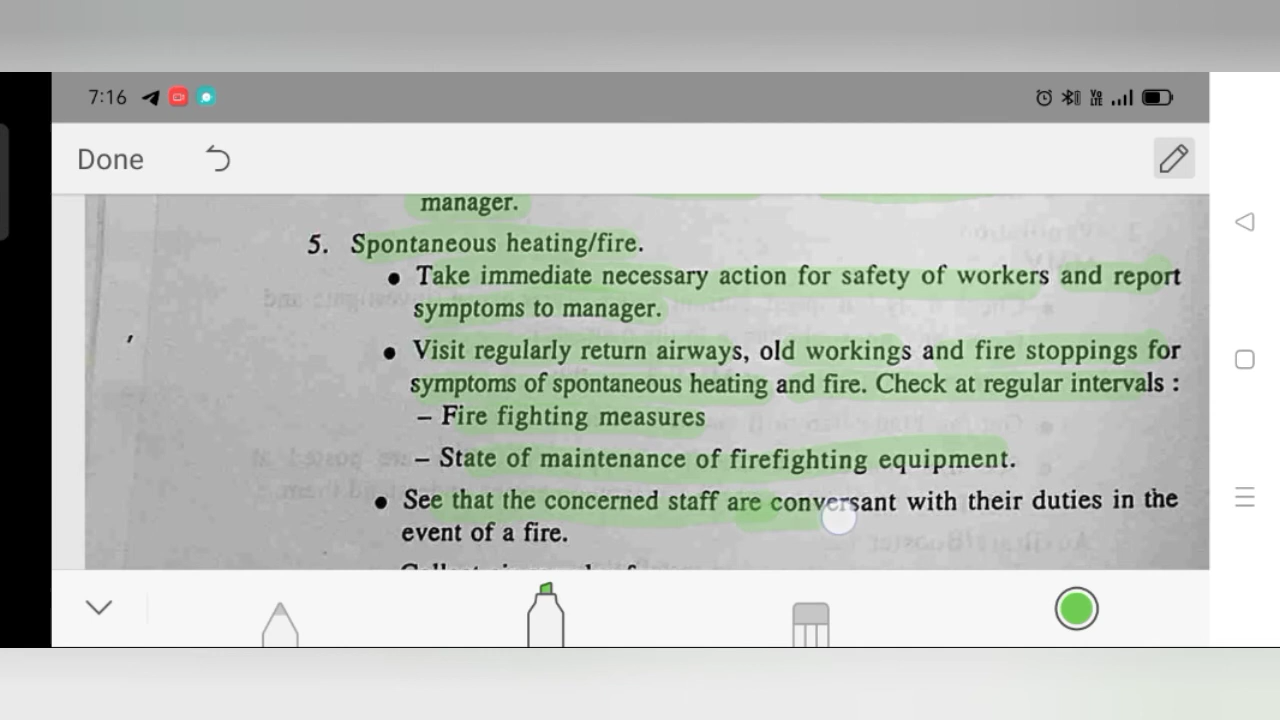 7:16
Done
manager.
5. Spontaneous heating/fire.
• Take immediate necessary action for safety of workers and report
symptoms to manager.
• Visit regularly return airways, old workings and fire stoppings for
symptoms of spontaneous heating and fire. Check at regular intervals :
– Fire fighting measures
– State of maintenance of firefighting equipment.
• See that the concerned staff are conversant with their duties in the
event of a fire.